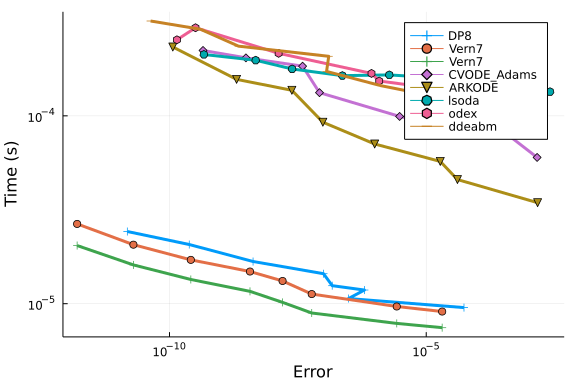 DP8
Vern7
Vern7
CVODE_Adams
ARKODE
lsoda
odex
ddeabm
Time (s)
10⁻⁴
10⁻⁵
10⁻¹⁰
10⁻⁵
Error